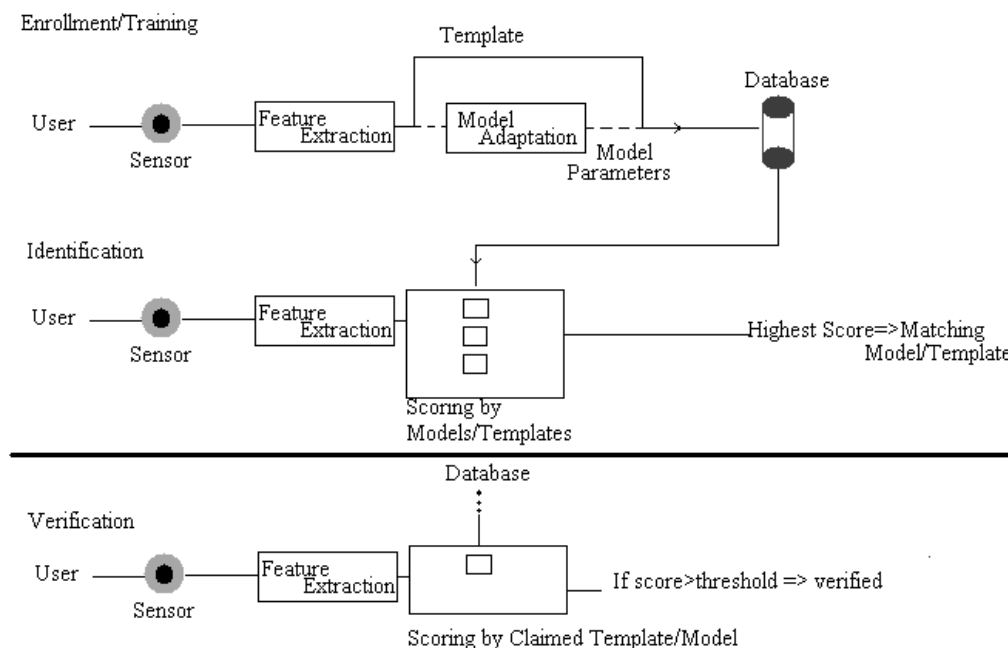 Enrollment/Training
Template
Database
User
Sensor
Feature
Extraction
Model
Adaptation
Model
Parameters
Identification
User
Sensor
Feature
Extraction
Scoring by
Models/Templates
Highest Score=>Matching
Model/Template
Database
Verification
User
Sensor
Feature
Extraction
If score>threshold => verified
Scoring by Claimed Template/Model